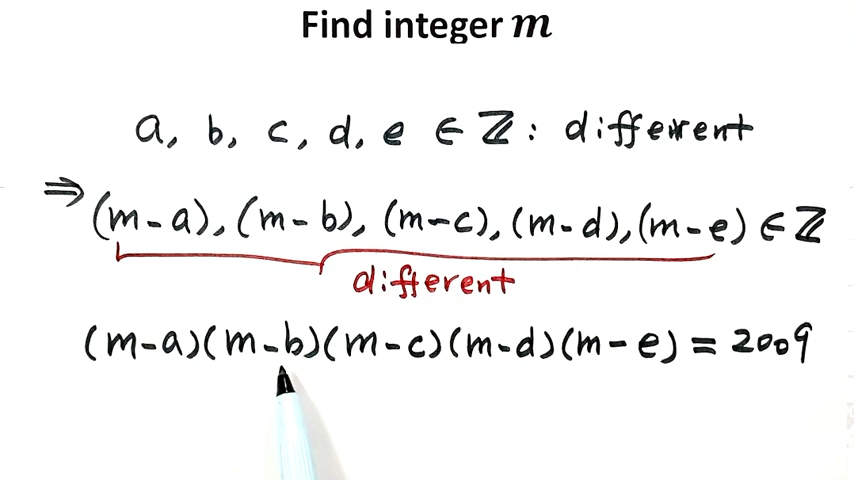 Find integer m
a, b, c, d, e ∈ ℤ : different
⇒ (m-a), (m-b), (m-c), (m-d), (m-e) ∈ ℤ
different
(m-a)(m-b)(m-c)(m-d)(m-e) = 2009